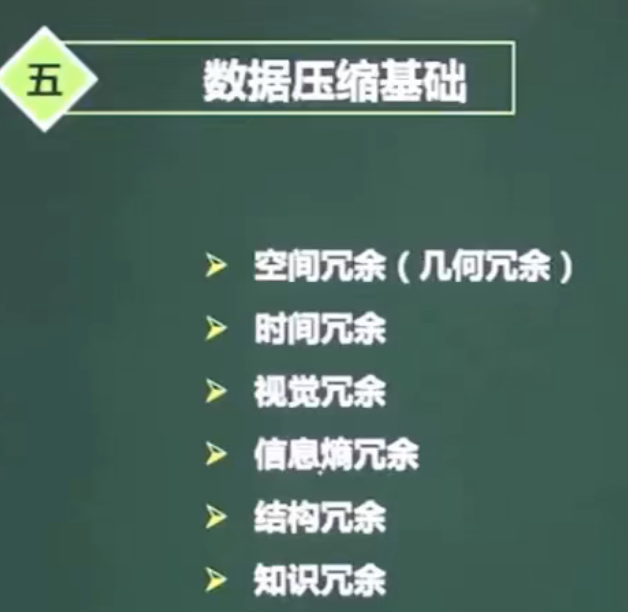 五 数据压缩基础
空间冗余(几何冗余)
时间冗余
视觉冗余
信息熵冗余
结构冗余
知识冗余